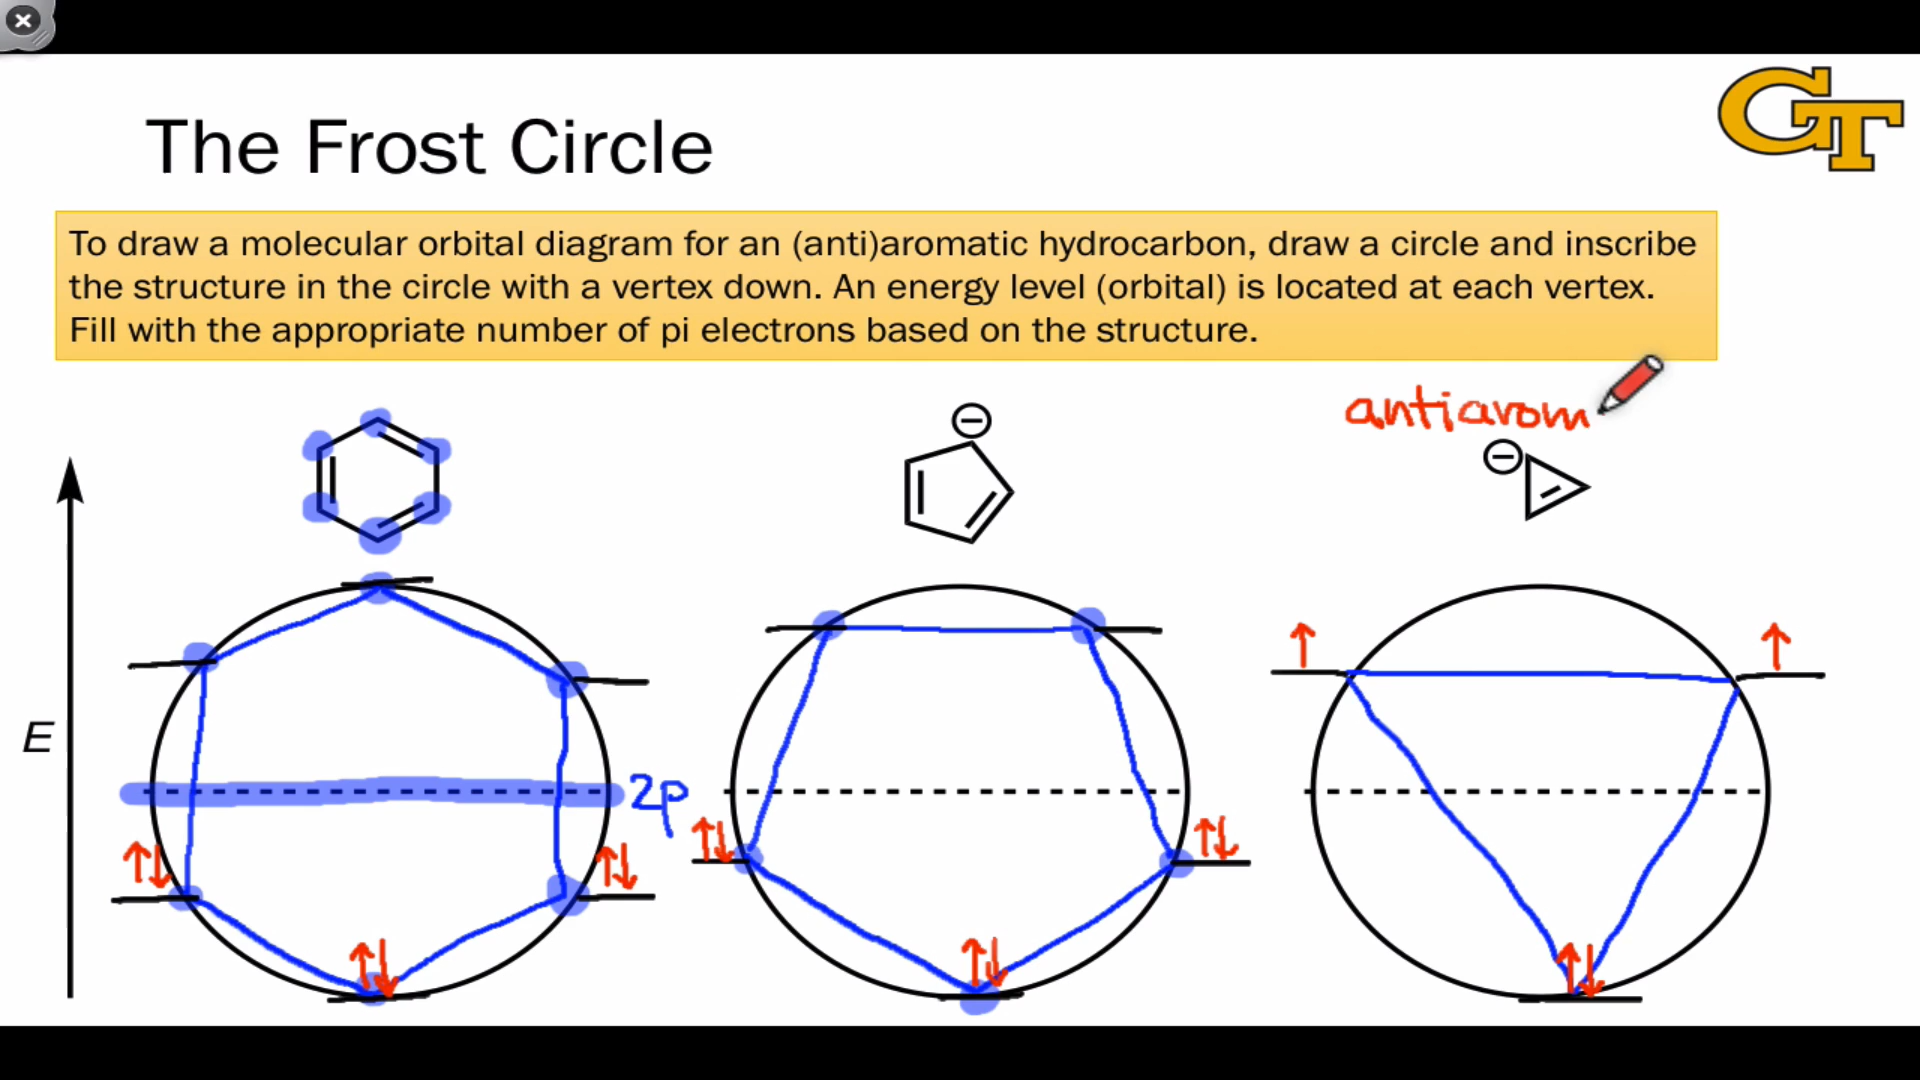 The Frost Circle
GT
To draw a molecular orbital diagram for an (anti)aromatic hydrocarbon, draw a circle and inscribe
the structure in the circle with a vertex down. An energy level (orbital) is located at each vertex.
Fill with the appropriate number of pi electrons based on the structure.
antiarom
E
2p